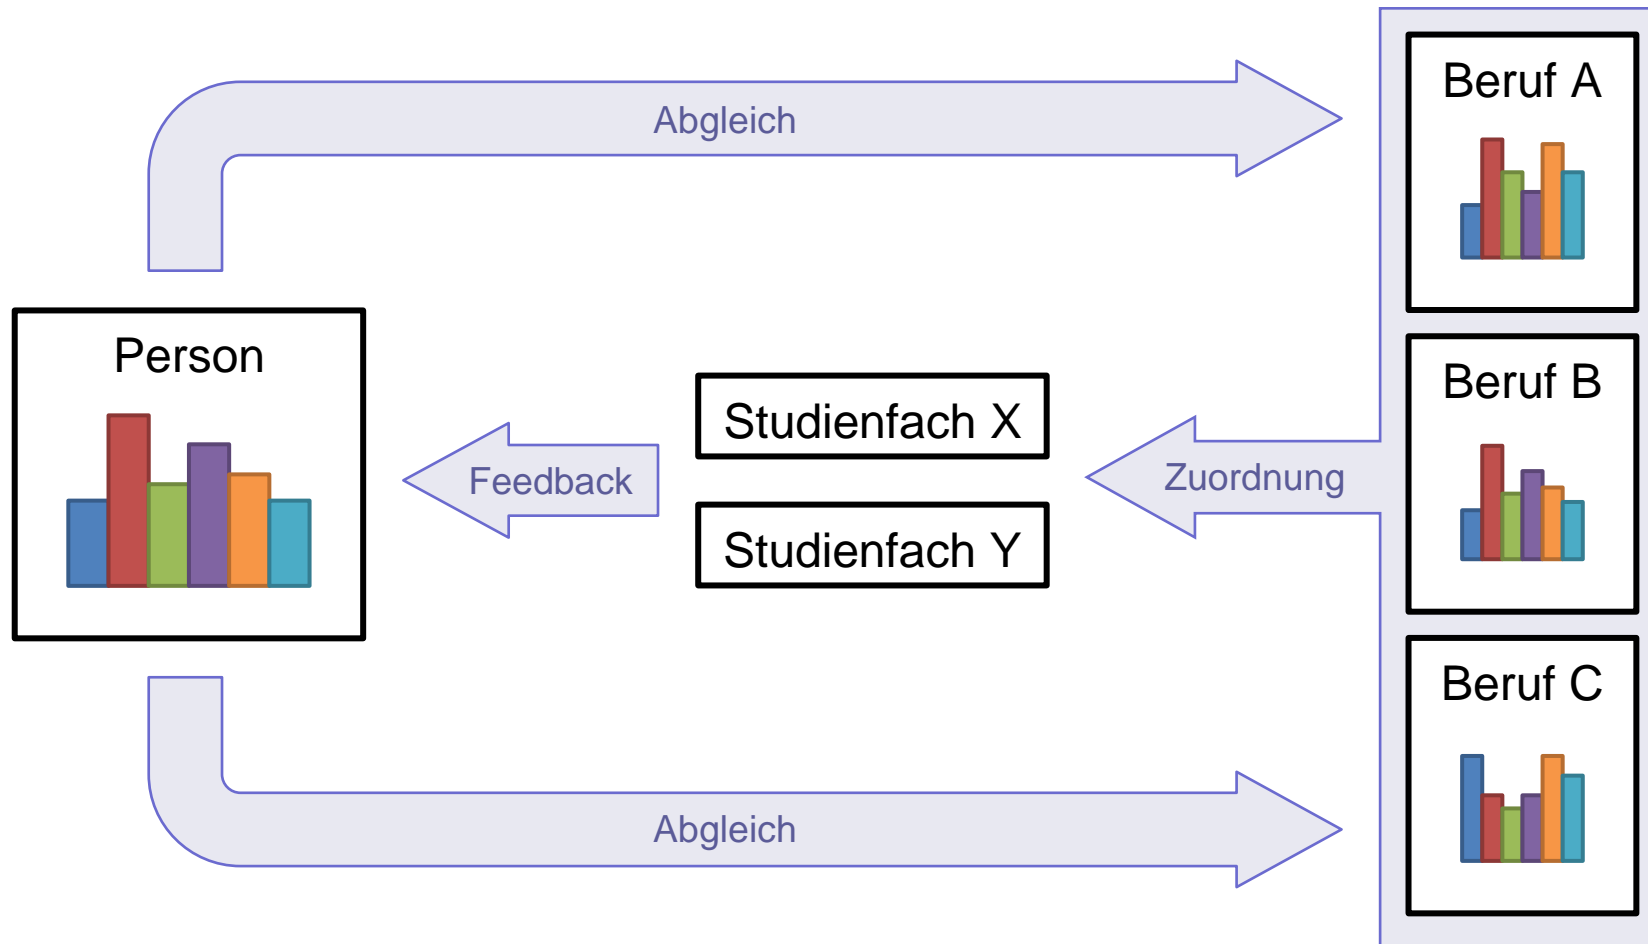 Abgleich
Beruf A
Person
Beruf B
Studienfach X
Feedback
Zuordnung
Studienfach Y
Beruf C
Abgleich